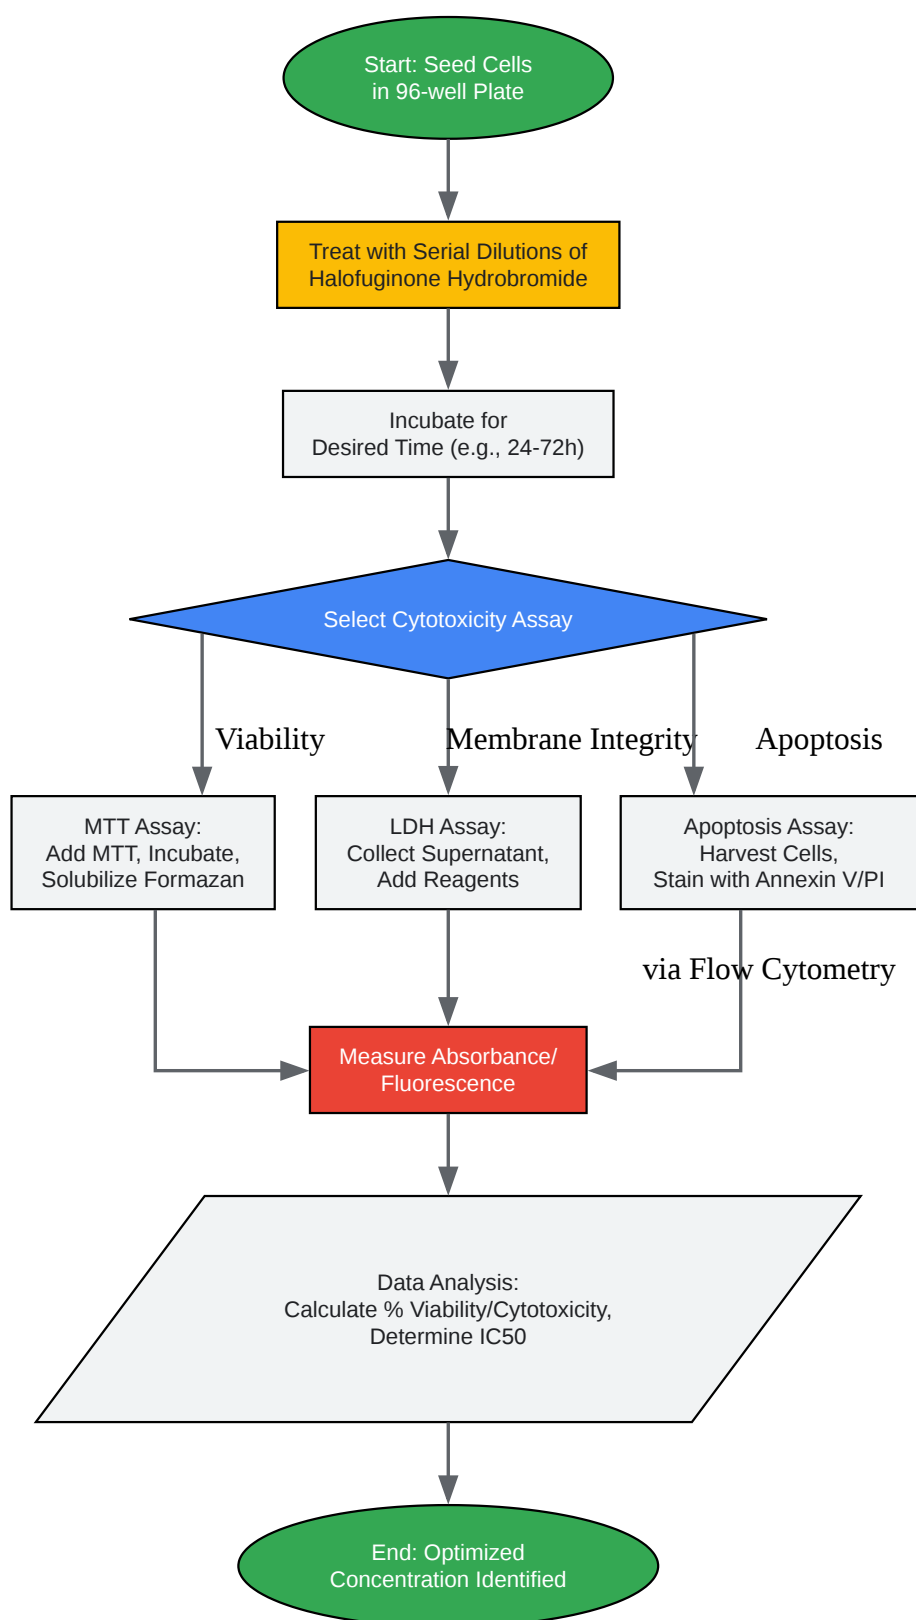 Start: Seed Cells
in 96-well Plate
Treat with Serial Dilutions of
Halofuginone Hydrobromide
Incubate for
Desired Time (e.g., 24-72h)
Select Cytotoxicity Assay
Viability
Membrane Integrity
Apoptosis
MTT Assay:
Add MTT, Incubate,
Solubilize Formazan
LDH Assay:
Collect Supernatant,
Add Reagents
Apoptosis Assay:
Harvest Cells,
Stain with Annexin V/PI
via Flow Cytometry
Measure Absorbance/
Fluorescence
Data Analysis:
Calculate % Viability/Cytotoxicity,
Determine IC50
End: Optimized
Concentration Identified